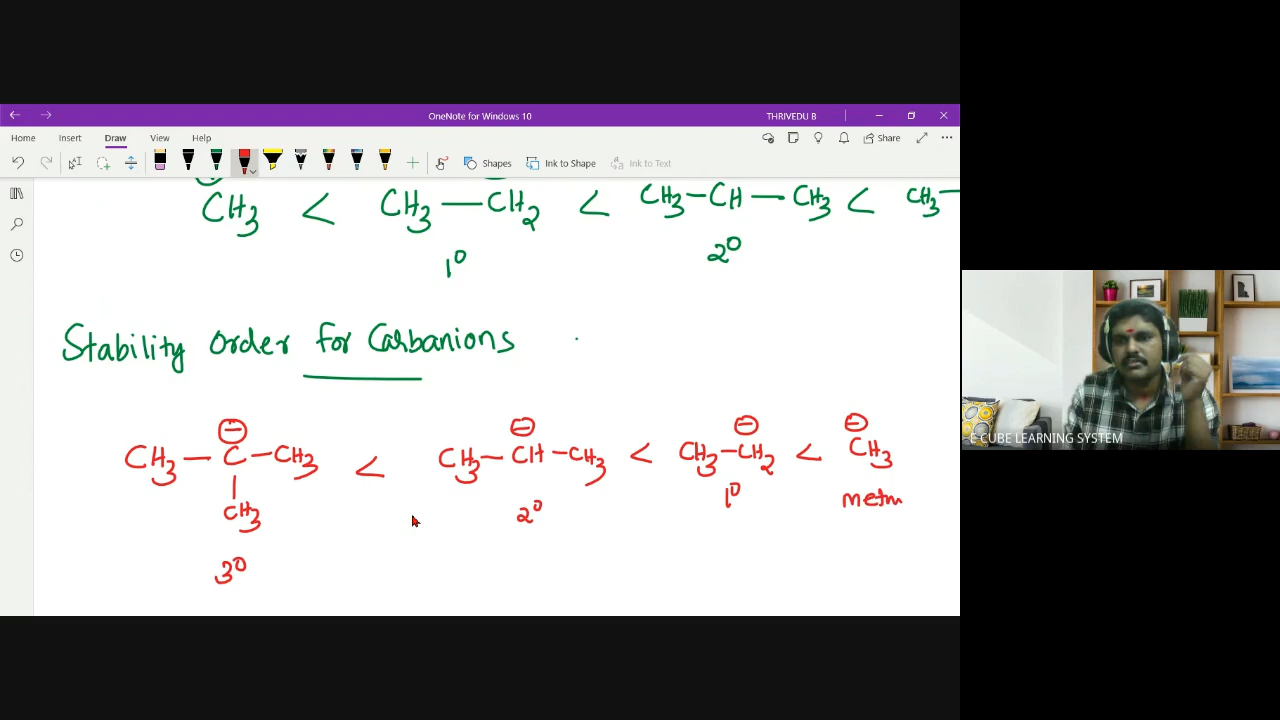 OneNote for Windows 10
THRIVEDU B
Home Insert Draw View Help
Share
Shapes Ink to Shape Ink to Text
CH3 < CH3 — CH2 < CH3 — CH — CH3 < CH3 —
1° 2°
Stability Order for Carbanions
⊖ ⊖ ⊖ ⊖
CH3 — C — CH3 < CH3 — CH — CH3 < CH3 — CH2 < CH3
CH3 2° 1° metm
3°
E CUBE LEARNING SYSTEM